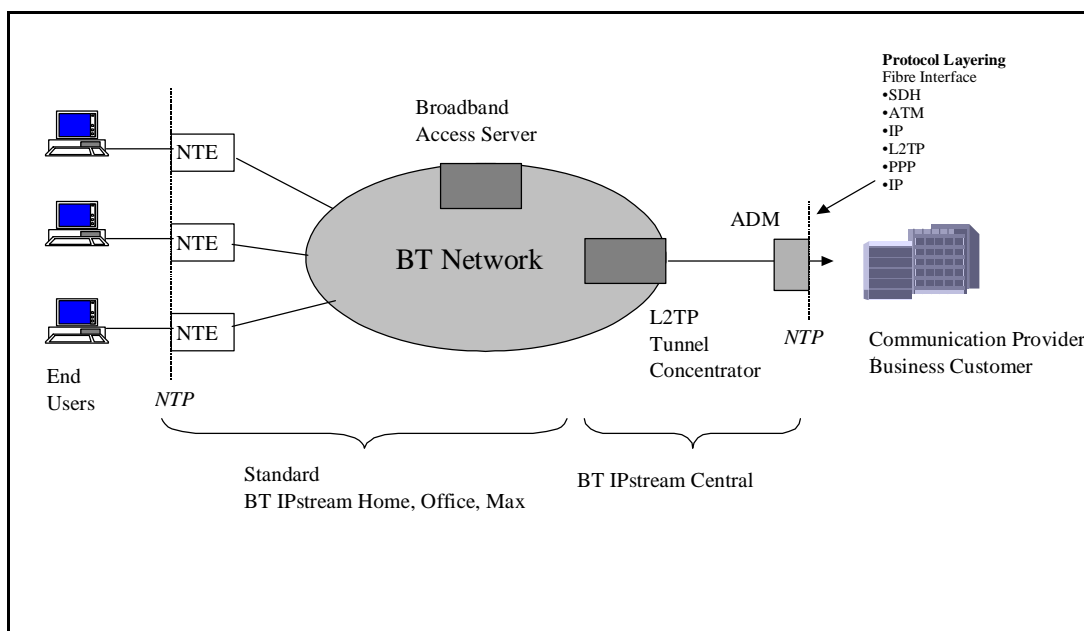 Protocol Layering
Fibre Interface
•SDH
•ATM
•IP
•L2TP
•PPP
•IP
Broadband
Access Server
NTE
NTE
NTE
BT Network
ADM
L2TP
Tunnel
Concentrator
NTP
Communication Provider
Business Customer
End
Users
NTP
Standard
BT IPstream Home, Office, Max
BT IPstream Central